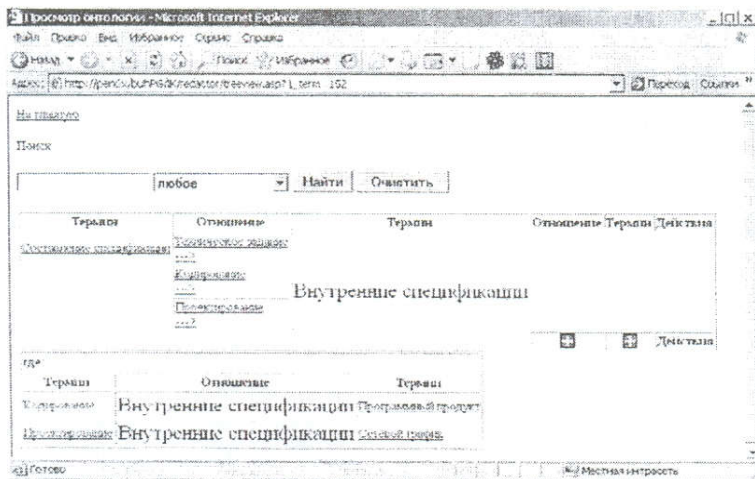 Просмотр онтологии - Microsoft Internet Explorer
Файл Правка Вид Избранное Сервис Справка
Назад Поиск Избранное
Адрес: Переход Ссылки
На главную
Поиск
любое Найти Очистить
Термин Отношение Термин Отношение Термин Действия
Составление спецификации Техническое задание
...?
Кодирование
...?
Внутренние спецификации
Проектирование
...?
Действия
где
Термин Отношение Термин
Кодирование Внутренние спецификации Программный продукт
Проектирование Внутренние спецификации Сетевой график
Готово Местная интрасеть